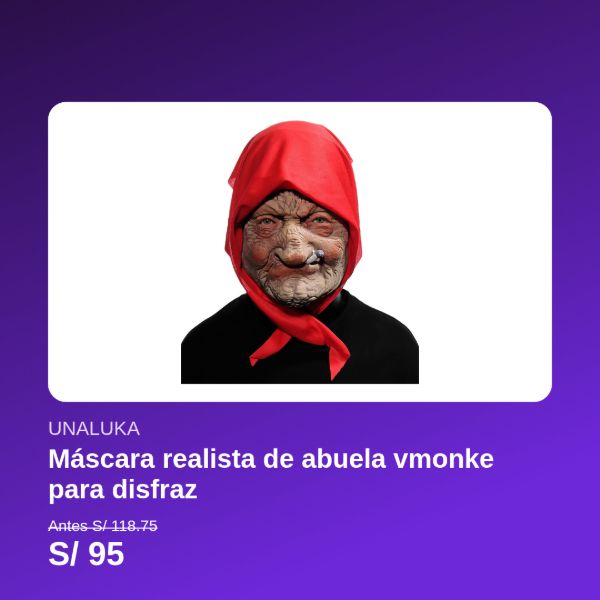 UNALUKA
Máscara realista de abuela vmonke
para disfraz
Antes S/ 118.75
S/ 95